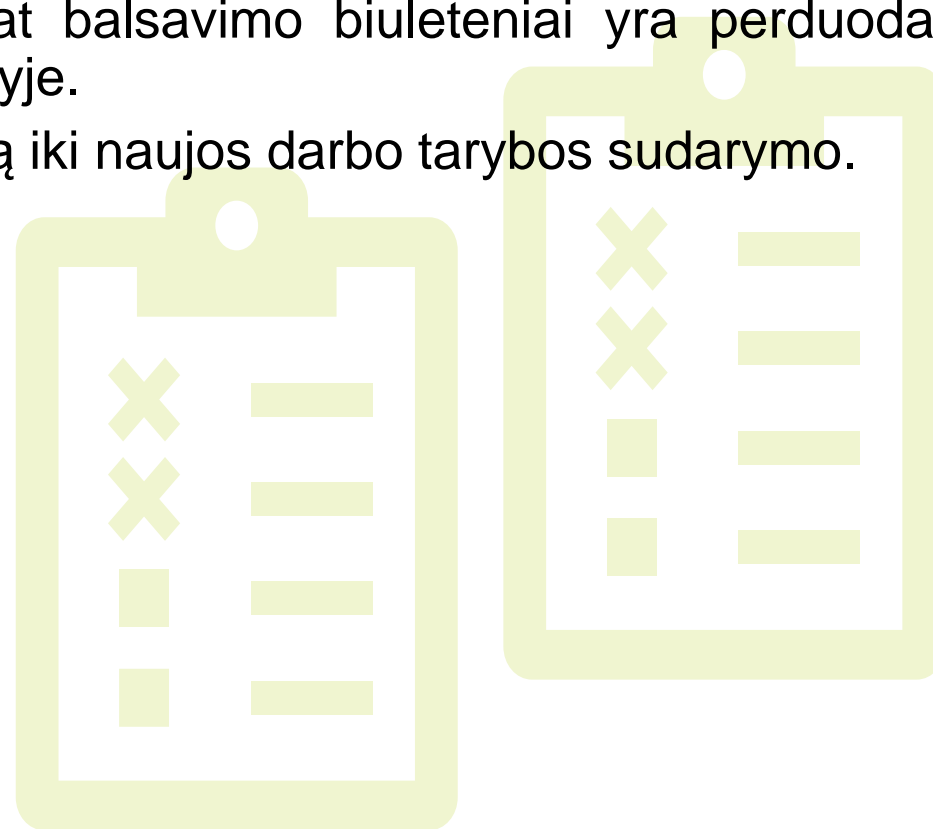 at balsavimo biuleteniai yra perduoda
yje.
ą iki naujos darbo tarybos sudarymo.